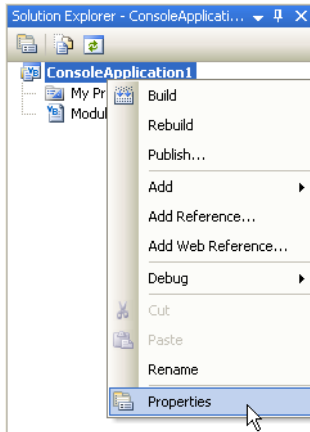 Solution Explorer - ConsoleApplicati...
ConsoleApplication1
My Pr
Modul
Build
Rebuild
Publish...
Add
Add Reference...
Add Web Reference...
Debug
Cut
Paste
Rename
Properties